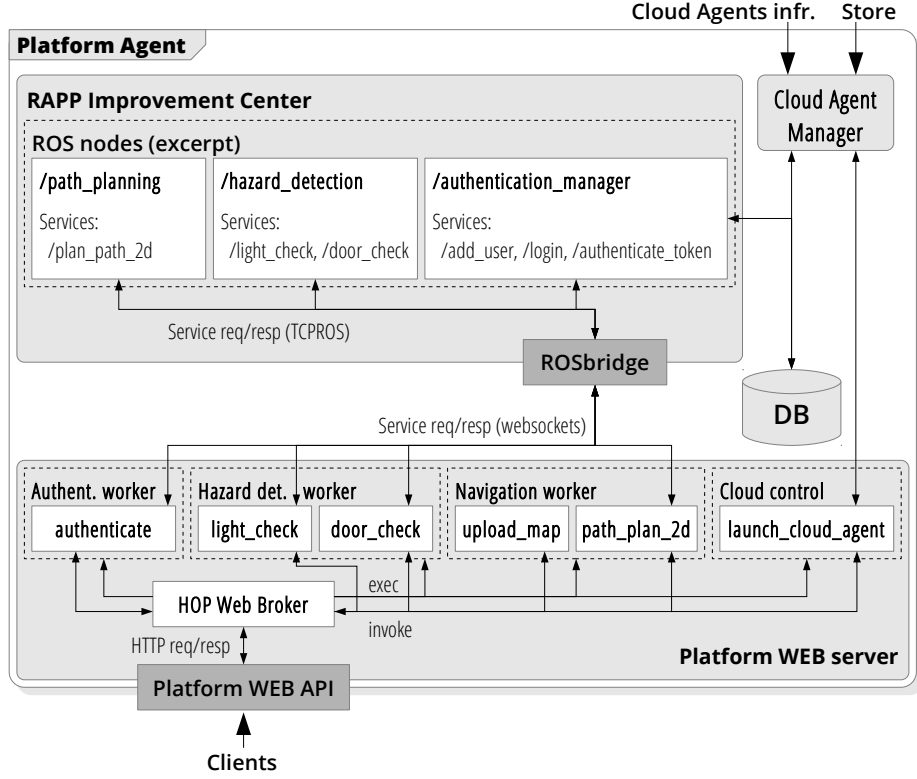 Cloud Agents infr.
Store
Platform Agent
RAPP Improvement Center
Cloud Agent
Manager
ROS nodes (excerpt)
/path_planning
Services:
/plan_path_2d
/hazard_detection
Services:
/light_check, /door_check
/authentication_manager
Services:
/add_user, /login, /authenticate_token
Service req/resp (TCPROS)
ROSbridge
DB
Service req/resp (websockets)
Authent. worker
authenticate
Hazard det. worker
light_check
door_check
Navigation worker
upload_map
path_plan_2d
Cloud control
launch_cloud_agent
exec
HOP Web Broker
invoke
HTTP req/resp
Platform WEB server
Platform WEB API
Clients